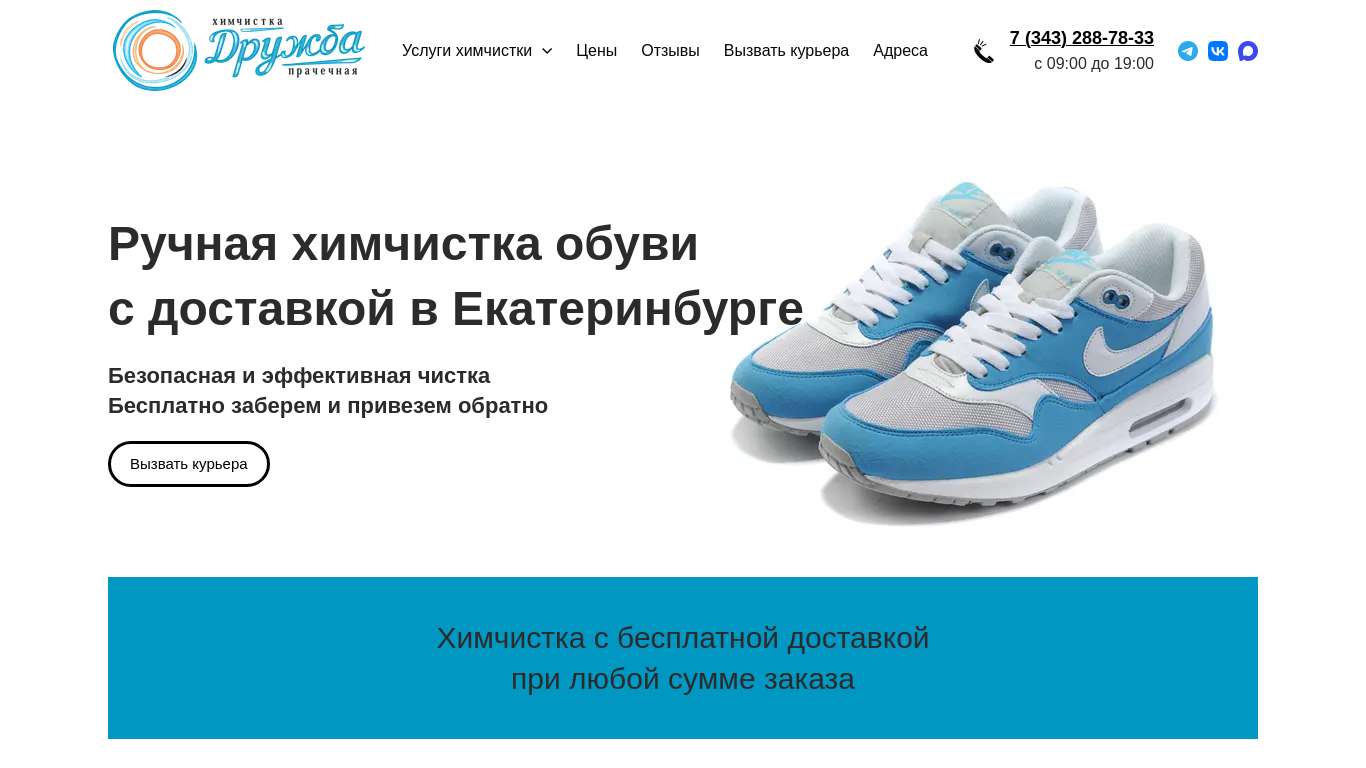 химчистка
Дружба
прачечная
Услуги химчистки
Цены
Отзывы
Вызвать курьера
Адреса
7 (343) 288-78-33
с 09:00 до 19:00
Ручная химчистка обуви
с доставкой в Екатеринбурге
Безопасная и эффективная чистка
Бесплатно заберем и привезем обратно
Вызвать курьера
Химчистка с бесплатной доставкой
при любой сумме заказа